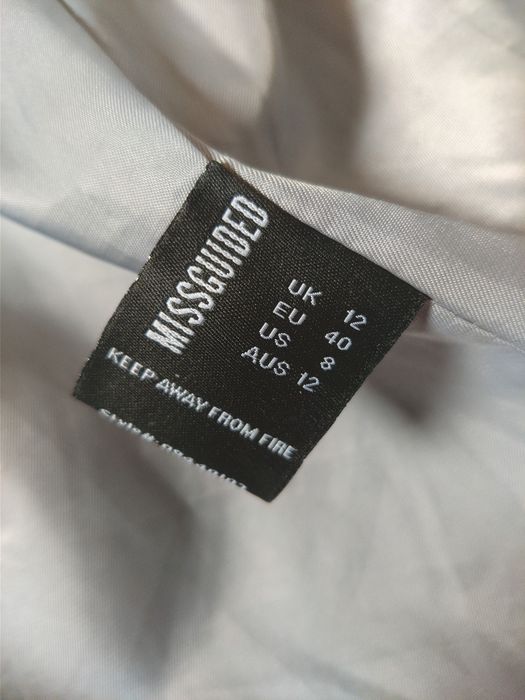 MISSGUIDED
UK 12
EU 40
US 8
AUS 12
KEEP AWAY FROM FIRE